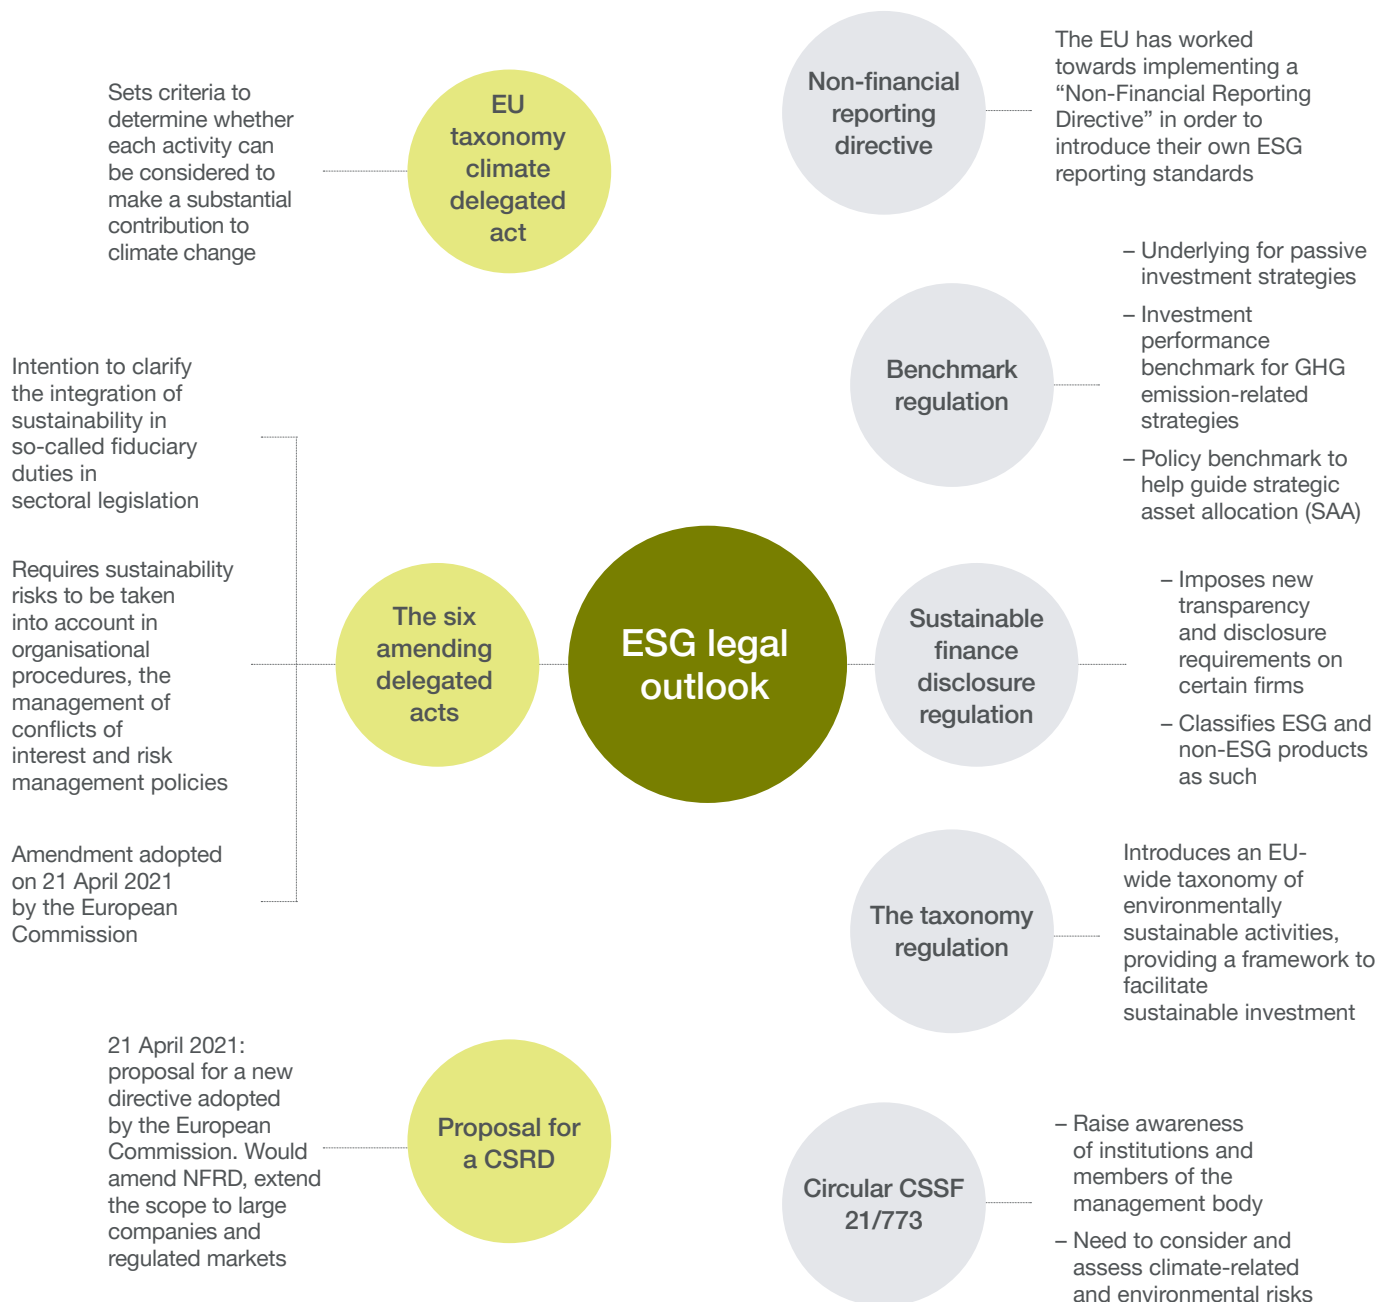 Sets criteria to
determine whether
each activity can
be considered to
make a substantial
contribution to
climate change
EU
taxonomy
climate
delegated
act
Non-financial
reporting
directive
The EU has worked
towards implementing a
“Non-Financial Reporting
Directive” in order to
introduce their own ESG
reporting standards
Benchmark
regulation
– Underlying for passive
investment strategies
– Investment
performance
benchmark for GHG
emission-related
strategies
– Policy benchmark to
help guide strategic
asset allocation (SAA)
Intention to clarify
the integration of
sustainability in
so-called fiduciary
duties in
sectoral legislation
Requires sustainability
risks to be taken
into account in
organisational
procedures, the
management of
conflicts of
interest and risk
management policies
Amendment adopted
on 21 April 2021
by the European
Commission
The six
amending
delegated
acts
ESG legal
outlook
Sustainable
finance
disclosure
regulation
– Imposes new
transparency
and disclosure
requirements on
certain firms
– Classifies ESG and
non-ESG products
as such
The taxonomy
regulation
Introduces an EU-
wide taxonomy of
environmentally
sustainable activities,
providing a framework to
facilitate
sustainable investment
21 April 2021:
proposal for a new
directive adopted
by the European
Commission. Would
amend NFRD, extend
the scope to large
companies and
regulated markets
Proposal for
a CSRD
Circular CSSF
21/773
– Raise awareness
of institutions and
members of the
management body
– Need to consider and
assess climate-related
and environmental risks